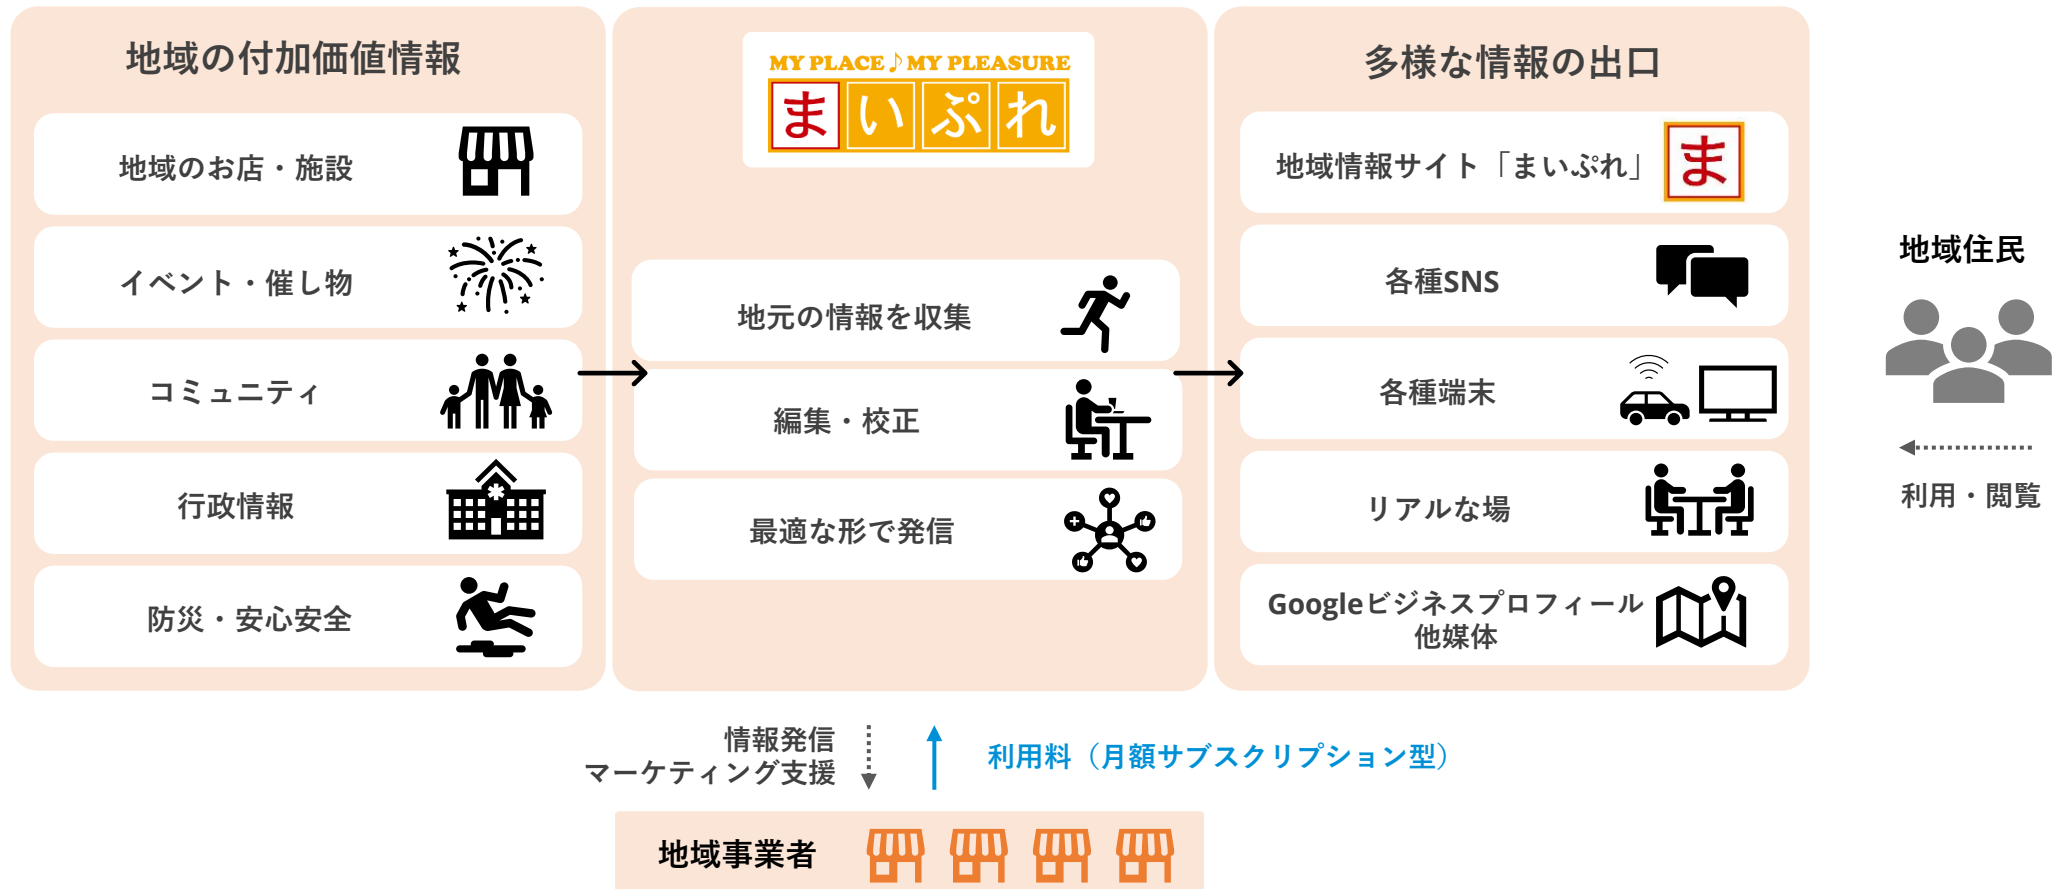 地域の付加価値情報
地域のお店・施設
イベント・催し物
コミュニティ
行政情報
防災・安心安全
MY PLACE♪MY PLEASURE
まいぷれ
地元の情報を収集
編集・校正
最適な形で発信
多様な情報の出口
地域情報サイト「まいぷれ」
ま
各種SNS
各種端末
リアルな場
Googleビジネスプロフィール
他媒体
地域住民
利用・閲覧
情報発信
マーケティング支援
利用料（月額サブスクリプション型）
地域事業者